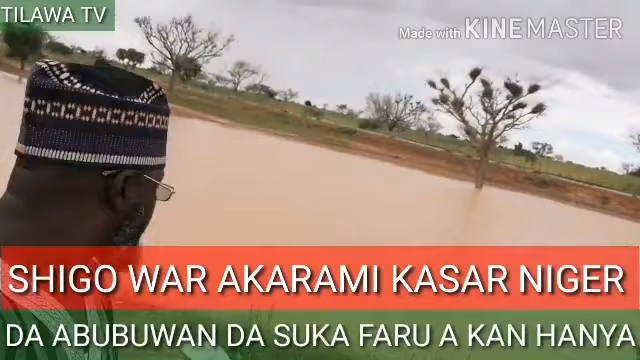 TILAWA TV
Made with KINEMASTER
SHIGO WAR AKARAMI KASAR NIGER
DA ABUBUWAN DA SUKA FARU A KAN HANYA